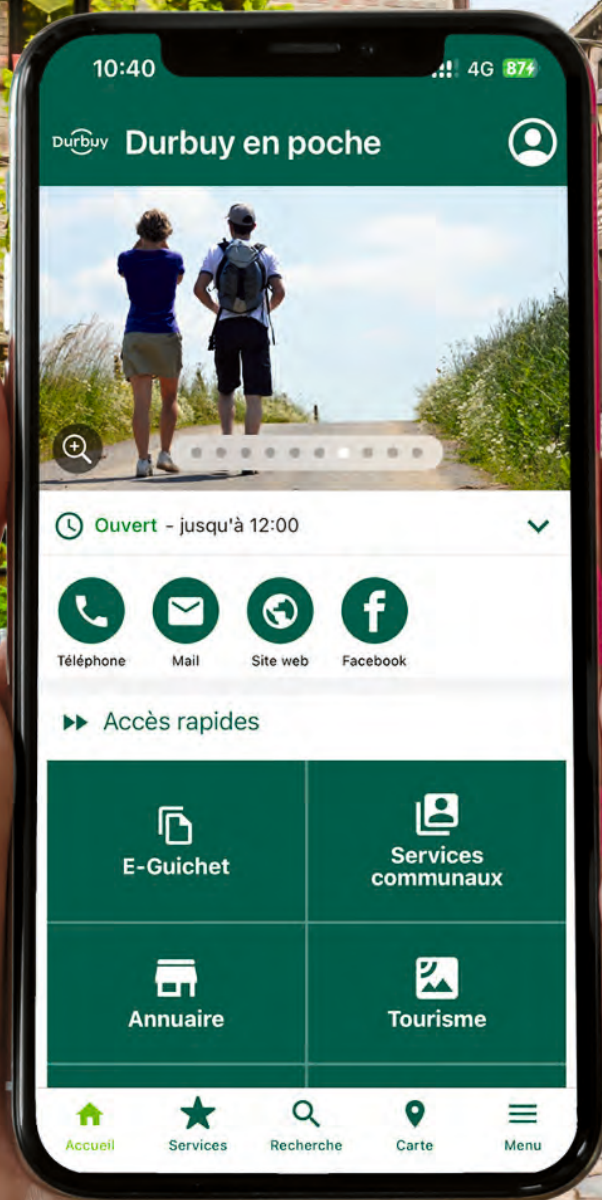 10:40
4G 87
Durbuy Durbuy en poche
Ouvert - jusqu'à 12:00
Téléphone Mail Site web Facebook
Accès rapides
E-Guichet
Services
communaux
Annuaire
Tourisme
Accueil Services Recherche Carte Menu